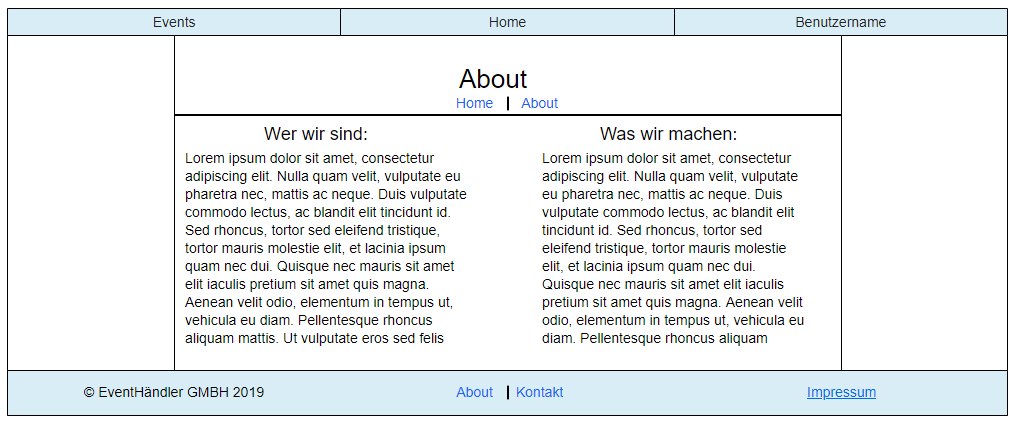 Events Home Benutzername
About
Home | About
Wer wir sind:
Lorem ipsum dolor sit amet, consectetur
adipiscing elit. Nulla quam velit, vulputate eu
pharetra nec, mattis ac neque. Duis vulputate
commodo lectus, ac blandit elit tincidunt id.
Sed rhoncus, tortor sed eleifend tristique,
tortor mauris molestie elit, et lacinia ipsum
quam nec dui. Quisque nec mauris sit amet
elit iaculis pretium sit amet quis magna.
Aenean velit odio, elementum in tempus ut,
vehicula eu diam. Pellentesque rhoncus
aliquam mattis. Ut vulputate eros sed felis
Was wir machen:
Lorem ipsum dolor sit amet, consectetur
adipiscing elit. Nulla quam velit, vulputate
eu pharetra nec, mattis ac neque. Duis
vulputate commodo lectus, ac blandit elit
tincidunt id. Sed rhoncus, tortor sed
eleifend tristique, tortor mauris molestie
elit, et lacinia ipsum quam nec dui.
Quisque nec mauris sit amet elit iaculis
pretium sit amet quis magna. Aenean velit
odio, elementum in tempus ut, vehicula eu
diam. Pellentesque rhoncus aliquam
© EventHändler GMBH 2019 About | Kontakt Impressum